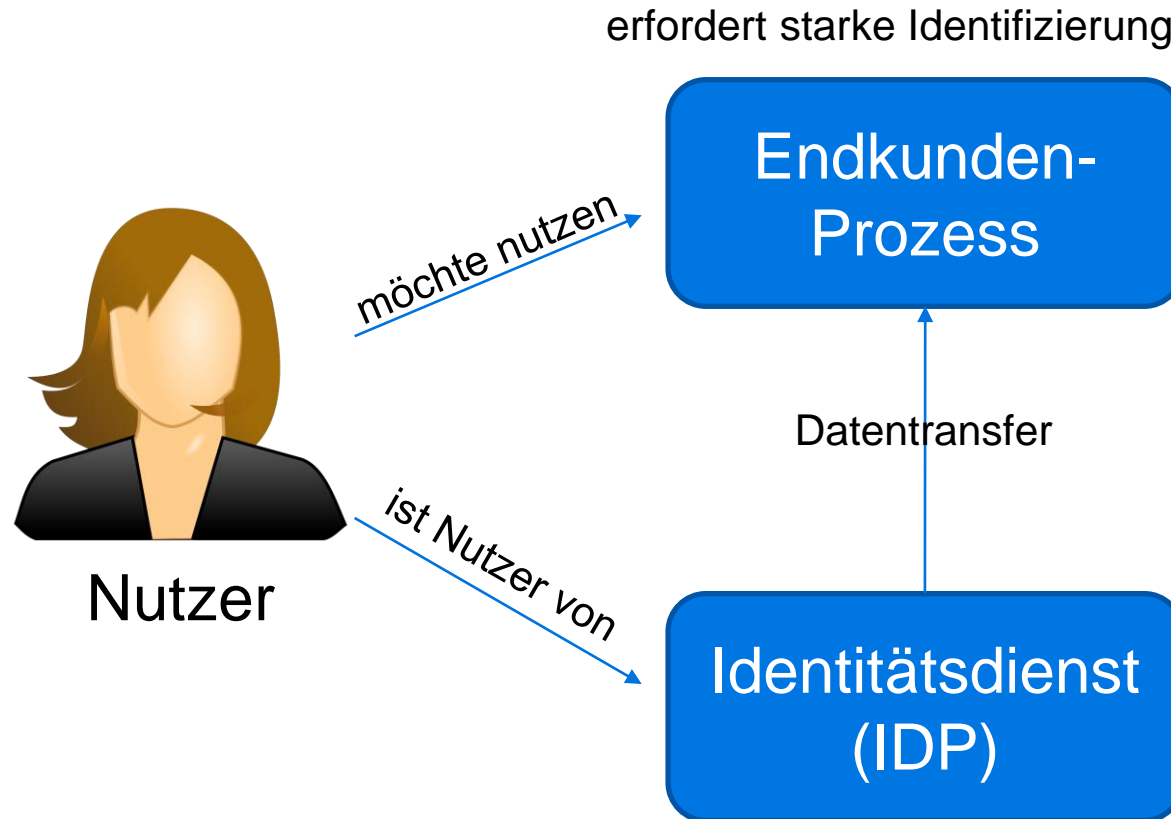 erfordert starke Identifizierung
Endkunden-
Prozess
möchte nutzen
Datentransfer
ist Nutzer von
Nutzer
Identitätsdienst
(IDP)